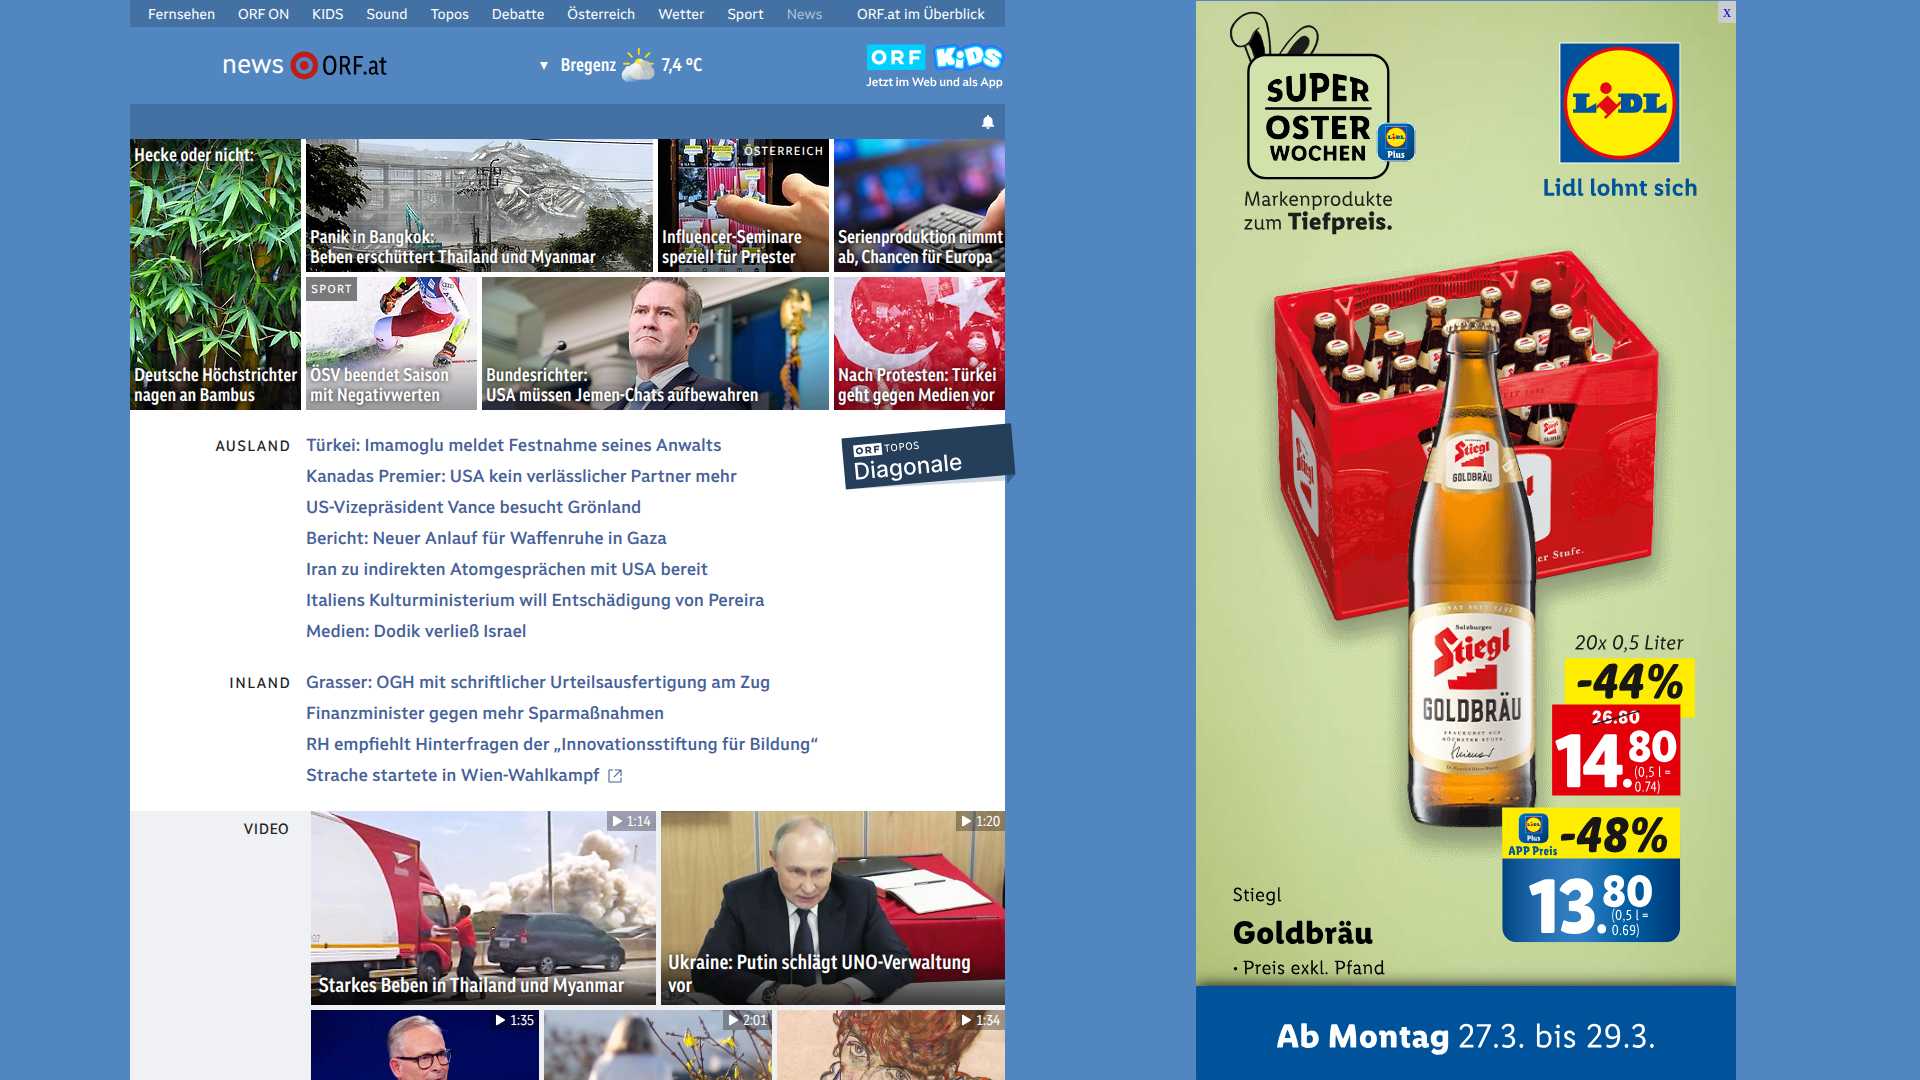 Fernsehen ORF ON KIDS Sound Topos Debatte Österreich Wetter Sport News ORF.at im Überblick
news ORF.at
▼ Bregenz 7,4 °C
ORF KiDS
Jetzt im Web und als App
Hecke oder nicht:
Deutsche Höchstrichter
nagen an Bambus
Panik in Bangkok:
Beben erschüttert Thailand und Myanmar
ÖSTERREICH
Influencer-Seminare
speziell für Priester
Serienproduktion nimmt
ab, Chancen für Europa
SPORT
ÖSV beendet Saison
mit Negativwerten
Bundesrichter:
USA müssen Jemen-Chats aufbewahren
Nach Protesten: Türkei
geht gegen Medien vor
AUSLAND
Türkei: Imamoglu meldet Festnahme seines Anwalts
Kanadas Premier: USA kein verlässlicher Partner mehr
US-Vizepräsident Vance besucht Grönland
Bericht: Neuer Anlauf für Waffenruhe in Gaza
Iran zu indirekten Atomgesprächen mit USA bereit
Italiens Kulturministerium will Entschädigung von Pereira
Medien: Dodik verließ Israel
ORF TOPOS
Diagonale
INLAND
Grasser: OGH mit schriftlicher Urteilsausfertigung am Zug
Finanzminister gegen mehr Sparmaßnahmen
RH empfiehlt Hinterfragen der „Innovationsstiftung für Bildung“
Strache startete in Wien-Wahlkampf
VIDEO
1:14
Starkes Beben in Thailand und Myanmar
1:20
Ukraine: Putin schlägt UNO-Verwaltung
vor
1:35
2:01
1:34
x
SUPER
OSTER
WOCHEN
LIDL
Plus
Markenprodukte
zum Tiefpreis.
LIDL
Lidl lohnt sich
Stiegl
GOLDBRÄU
er Stufe.
Salzburger
Stiegl
GOLDBRÄU
BRAUKUNST AUF
HÖCHSTER STUFE.
20x 0,5 Liter
-44%
26.80
14.80
(0,5 l =
0.74)
LIDL
Plus
APP Preis
-48%
13.80
(0,5 l =
0.69)
Stiegl
Goldbräu
• Preis exkl. Pfand
Ab Montag 27.3. bis 29.3.